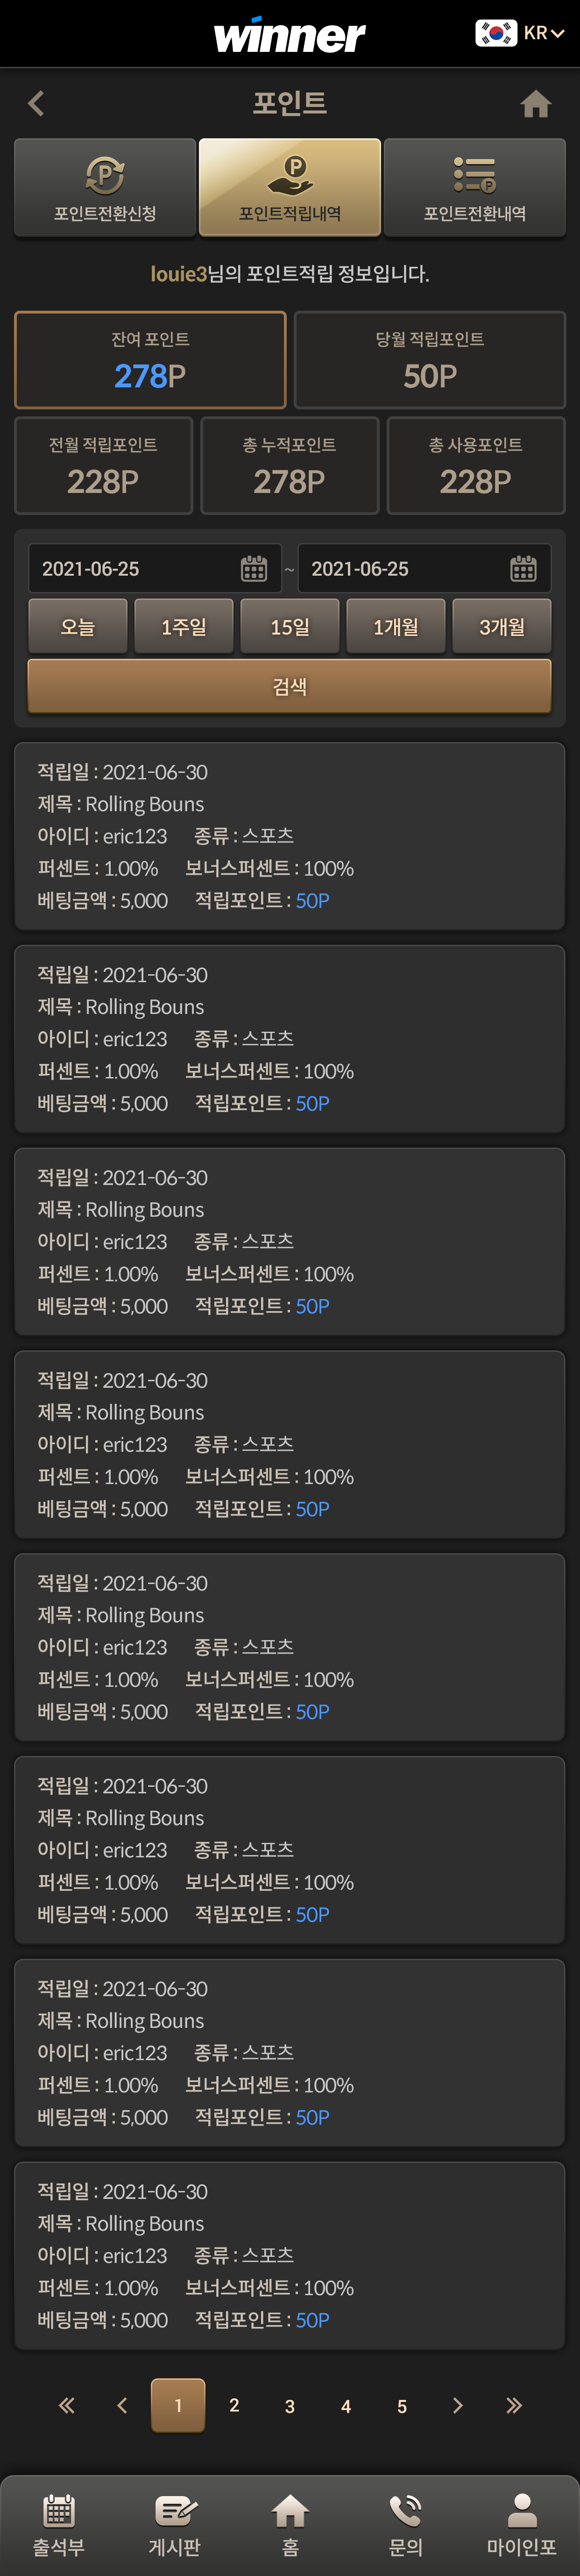 winner
KR
포인트
P
P
P
포인트전환신청
포인트적립내역
포인트전환내역
louie3님의 포인트적립 정보입니다.
잔여 포인트
당월 적립포인트
278P
50P
전월 적립포인트
총 누적포인트
총 사용포인트
228P
278P
228P
2021-06-25 ~ 2021-06-25
오늘
1주일
15일
1개월
3개월
검색
적립일 : 2021-06-30
제목 : Rolling Bouns
아이디 : eric123 종류 : 스포츠
퍼센트 : 1.00% 보너스퍼센트 : 100%
베팅금액 : 5,000 적립포인트 : 50P
적립일 : 2021-06-30
제목 : Rolling Bouns
아이디 : eric123 종류 : 스포츠
퍼센트 : 1.00% 보너스퍼센트 : 100%
베팅금액 : 5,000 적립포인트 : 50P
적립일 : 2021-06-30
제목 : Rolling Bouns
아이디 : eric123 종류 : 스포츠
퍼센트 : 1.00% 보너스퍼센트 : 100%
베팅금액 : 5,000 적립포인트 : 50P
적립일 : 2021-06-30
제목 : Rolling Bouns
아이디 : eric123 종류 : 스포츠
퍼센트 : 1.00% 보너스퍼센트 : 100%
베팅금액 : 5,000 적립포인트 : 50P
적립일 : 2021-06-30
제목 : Rolling Bouns
아이디 : eric123 종류 : 스포츠
퍼센트 : 1.00% 보너스퍼센트 : 100%
베팅금액 : 5,000 적립포인트 : 50P
적립일 : 2021-06-30
제목 : Rolling Bouns
아이디 : eric123 종류 : 스포츠
퍼센트 : 1.00% 보너스퍼센트 : 100%
베팅금액 : 5,000 적립포인트 : 50P
적립일 : 2021-06-30
제목 : Rolling Bouns
아이디 : eric123 종류 : 스포츠
퍼센트 : 1.00% 보너스퍼센트 : 100%
베팅금액 : 5,000 적립포인트 : 50P
적립일 : 2021-06-30
제목 : Rolling Bouns
아이디 : eric123 종류 : 스포츠
퍼센트 : 1.00% 보너스퍼센트 : 100%
베팅금액 : 5,000 적립포인트 : 50P
1 2 3 4 5
출석부
게시판
홈
문의
마이인포